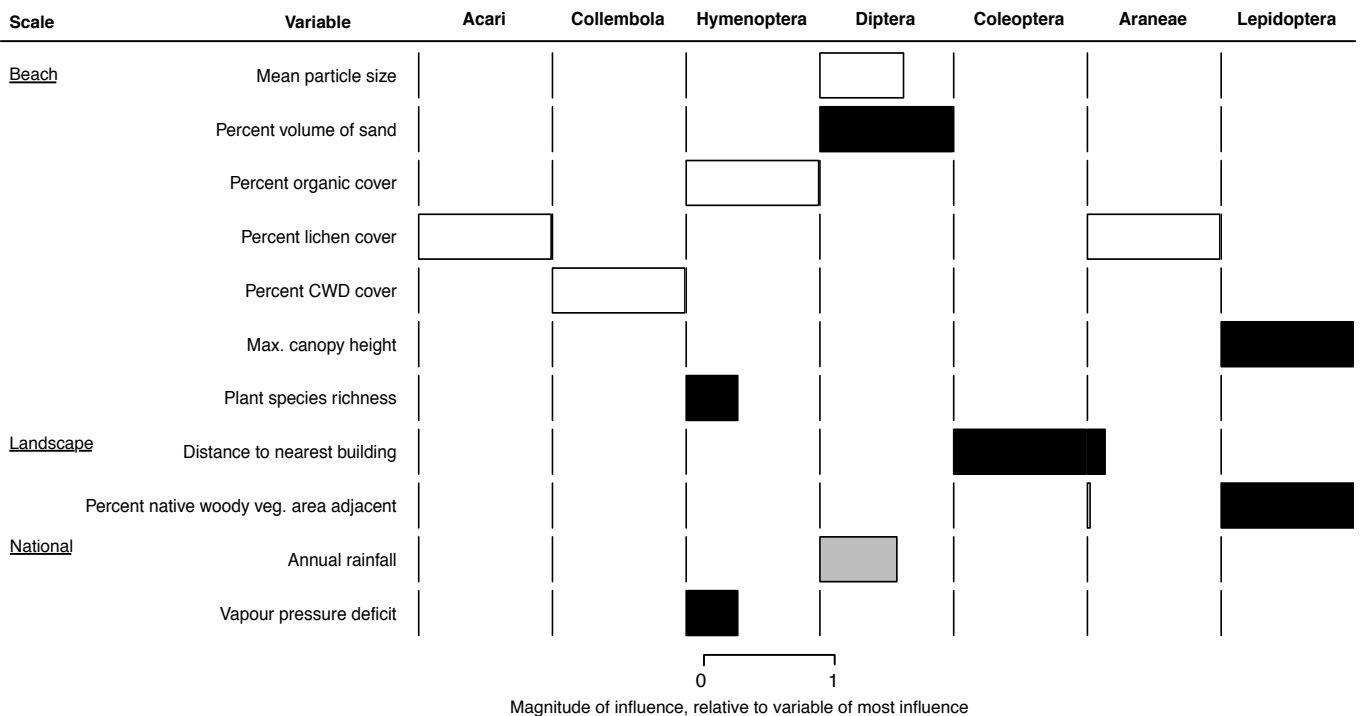 Scale Variable Acari Collembola Hymenoptera Diptera Coleoptera Araneae Lepidoptera
Beach Mean particle size
Percent volume of sand
Percent organic cover
Percent lichen cover
Percent CWD cover
Max. canopy height
Plant species richness
Landscape Distance to nearest building
Percent native woody veg. area adjacent
National Annual rainfall
Vapour pressure deficit
0 1
Magnitude of influence, relative to variable of most influence